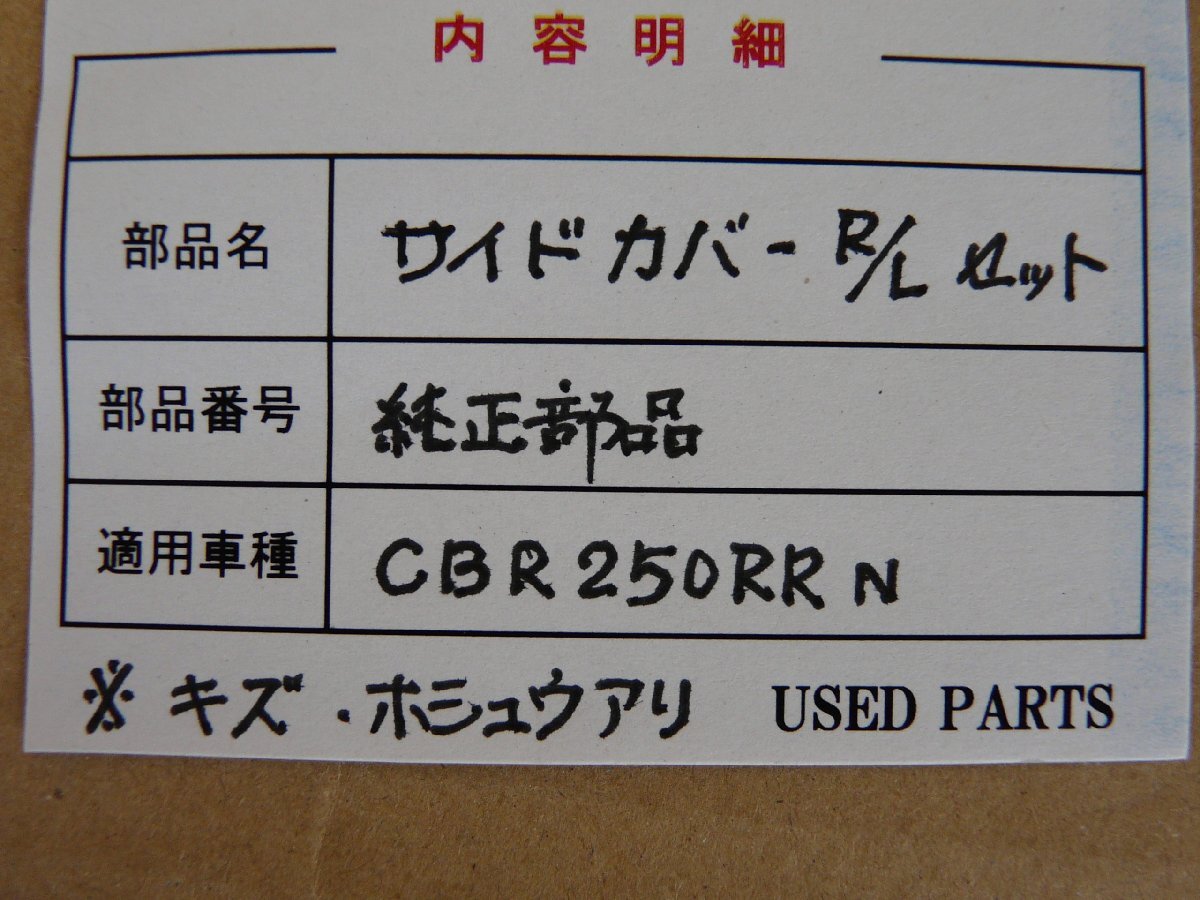 内容明細
部品名 サイドカバー R/L セット
部品番号 純正部品
適用車種 CBR250RR N
※ キズ・ホシュウアリ USED PARTS